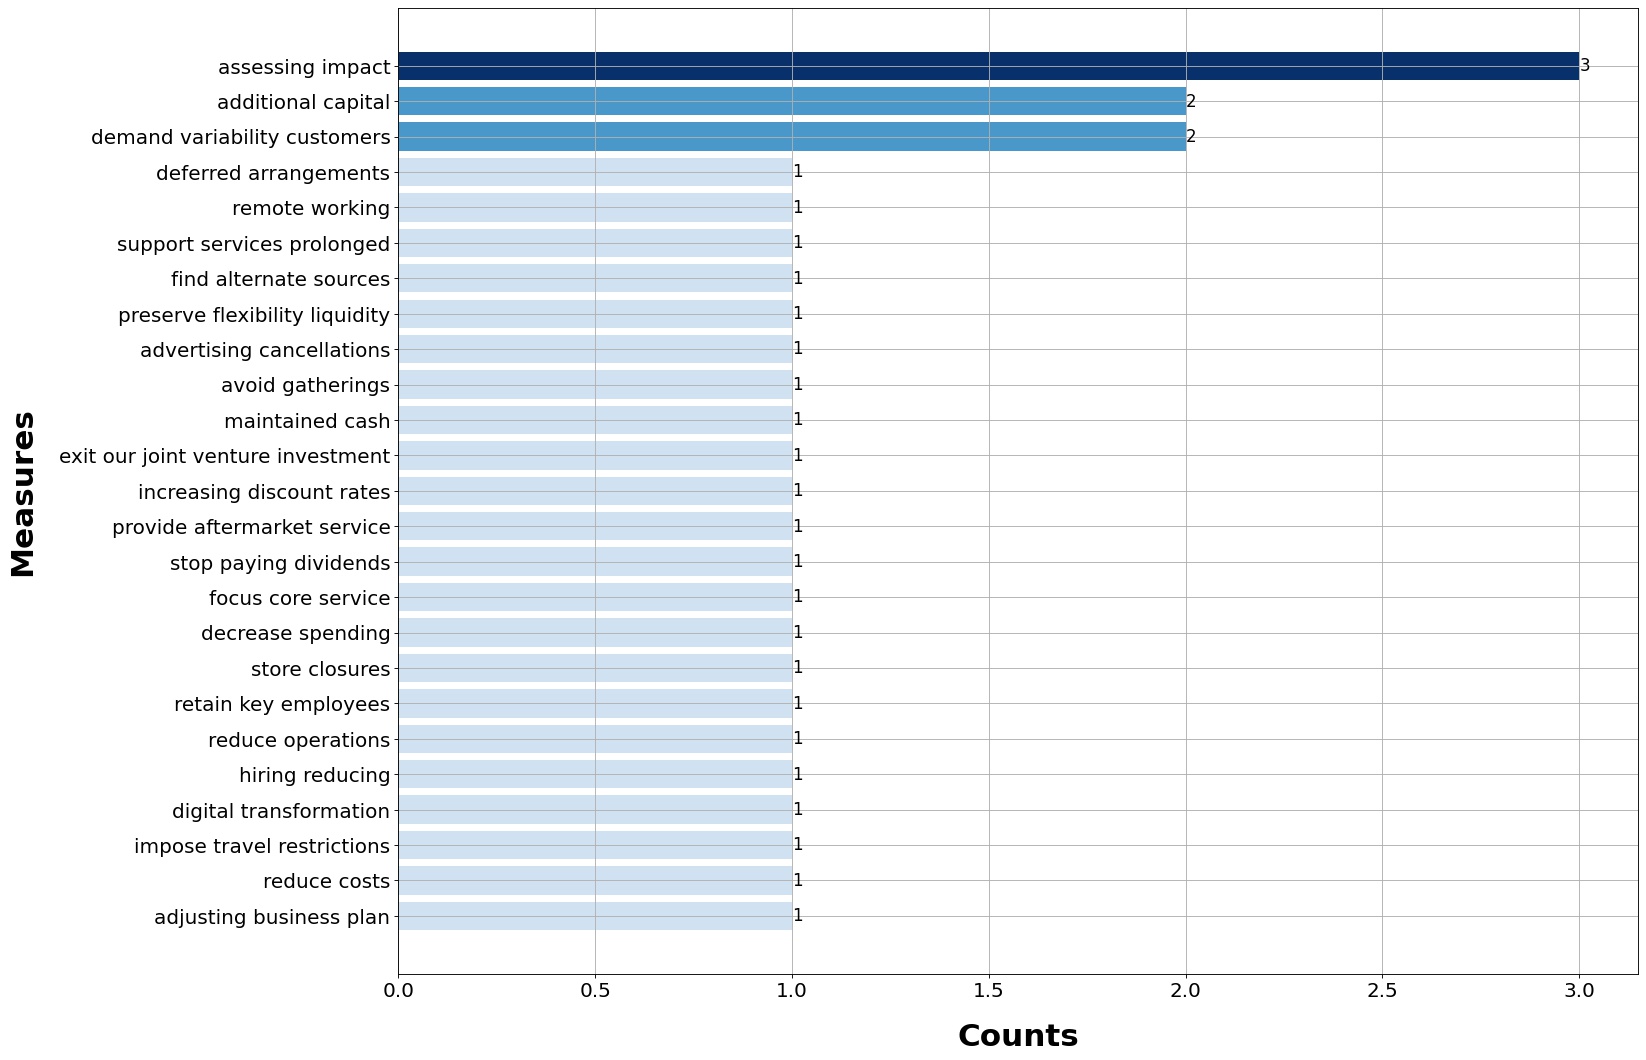 assessing impact 3
additional capital 2
demand variability customers 2
deferred arrangements 1
remote working 1
support services prolonged 1
find alternate sources 1
preserve flexibility liquidity 1
advertising cancellations 1
avoid gatherings 1
maintained cash 1
exit our joint venture investment 1
increasing discount rates 1
provide aftermarket service 1
stop paying dividends 1
focus core service 1
decrease spending 1
store closures 1
retain key employees 1
reduce operations 1
hiring reducing 1
digital transformation 1
impose travel restrictions 1
reduce costs 1
adjusting business plan 1
Measures
0.0 0.5 1.0 1.5 2.0 2.5 3.0
Counts